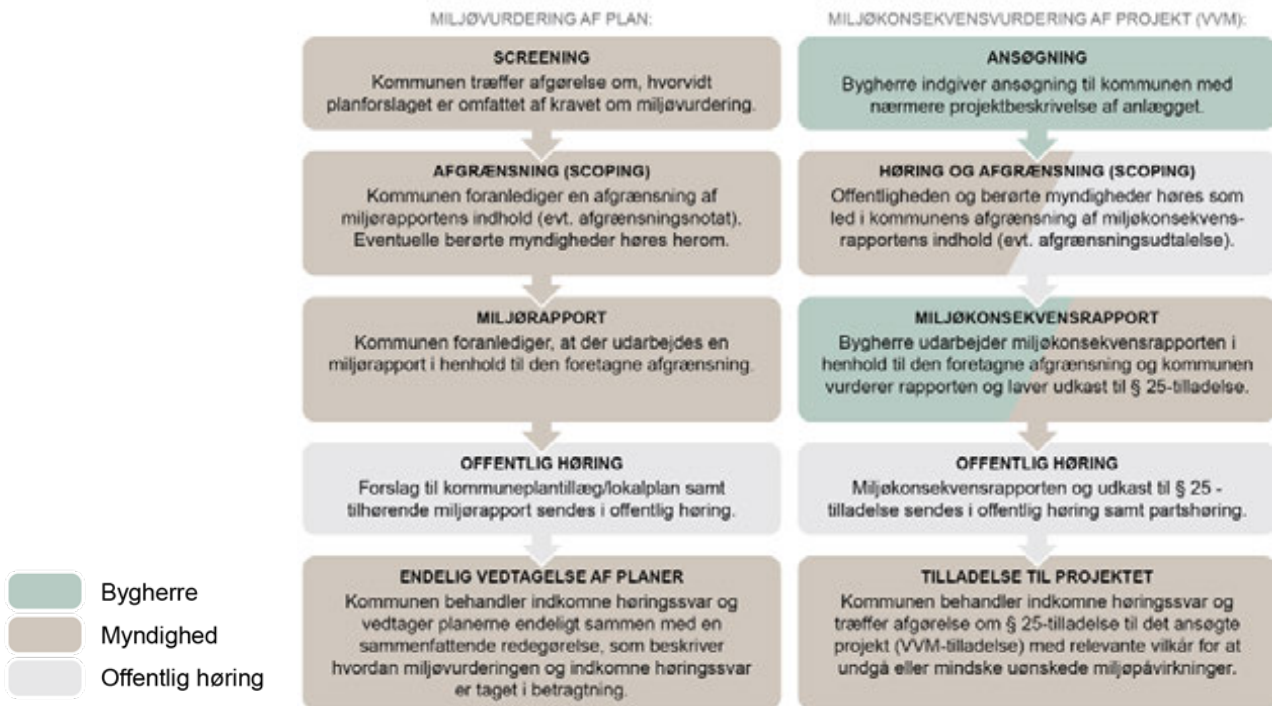 MILJØVURDERING AF PLAN:
SCREENING
Kommunen træffer afgørelse om, hvorvidt
planforslaget er omfattet af kravet om miljøvurdering.
AFGRÆNSNING (SCOPING)
Kommunen foranlediger en afgrænsning af
miljørapportens indhold (evt. afgrænsningsnotat).
Eventuelle berørte myndigheder høres herom.
MILJØRAPPORT
Kommunen foranlediger, at der udarbejdes en
miljørapport i henhold til den foretagne afgrænsning.
OFFENTLIG HØRING
Forslag til kommuneplantillæg/lokalplan samt
tilhørende miljørapport sendes i offentlig høring.
ENDELIG VEDTAGELSE AF PLANER
Kommunen behandler indkomne høringssvar og
vedtager planerne endeligt sammen med en
sammenfattende redegørelse, som beskriver
hvordan miljøvurderingen og indkomne høringssvar
er taget i betragtning.
MILJØKONSEKVENSVURDERING AF PROJEKT (VVM):
ANSØGNING
Bygherre indgiver ansøgning til kommunen med
nærmere projektbeskrivelse af anlægget.
HØRING OG AFGRÆNSNING (SCOPING)
Offentligheden og berørte myndigheder høres som
led i kommunens afgrænsning af miljøkonsekvens-
rapportens indhold (evt. afgrænsningsudtalelse).
MILJØKONSEKVENSRAPPORT
Bygherre udarbejder miljøkonsekvensrapporten i
henhold til den foretagne afgrænsning og kommunen
vurderer rapporten og laver udkast til § 25-tilladelse.
OFFENTLIG HØRING
Miljøkonsekvensrapporten og udkast til § 25 -
tilladelse sendes i offentlig høring samt partshøring.
TILLADELSE TIL PROJEKTET
Kommunen behandler indkomne høringssvar og
træffer afgørelse om § 25-tilladelse til det ansøgte
projekt (VVM-tilladelse) med relevante vilkår for at
undgå eller mindske uønskede miljøpåvirkninger.
Bygherre
Myndighed
Offentlig høring